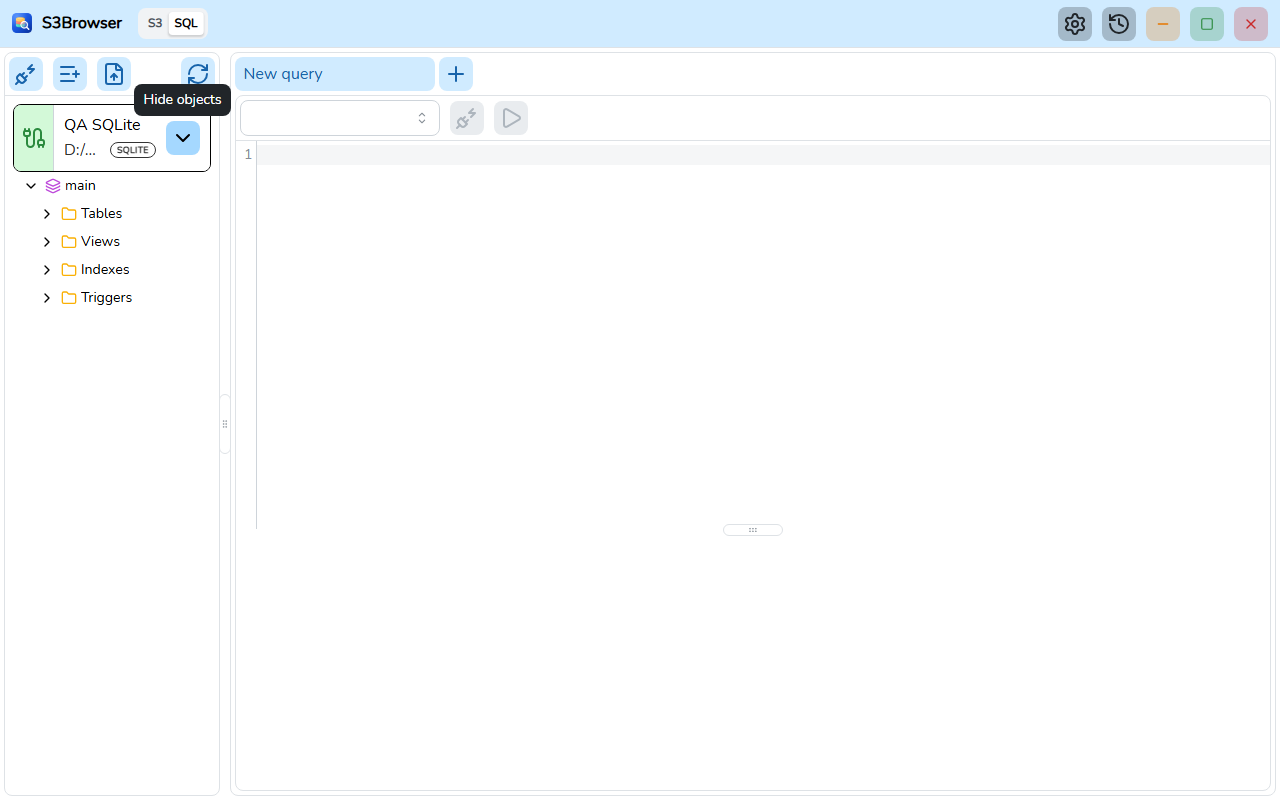 S3Browser S3 SQL
New query
Hide objects
QA SQLite
D:/... SQLITE
1
main
Tables
Views
Indexes
Triggers